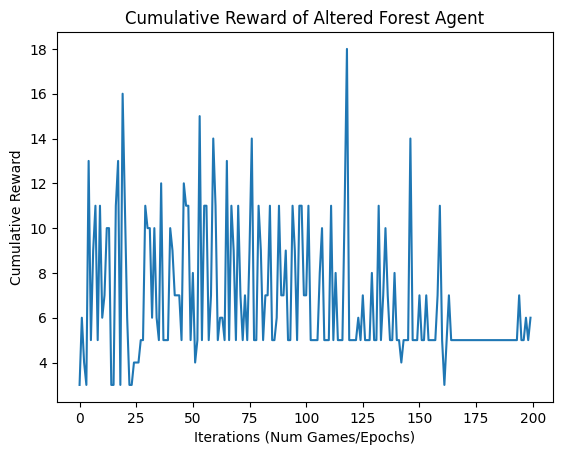 Cumulative Reward of Altered Forest Agent
18
16
14
12
10
8
6
4
Cumulative Reward
0 25 50 75 100 125 150 175 200
Iterations (Num Games/Epochs)